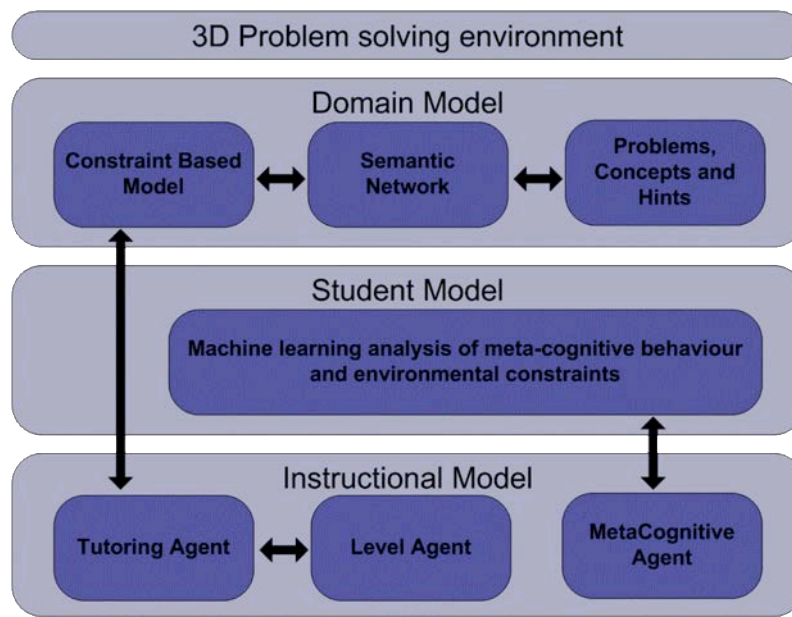 3D Problem solving environment
Domain Model
Constraint Based
Model
Semantic
Network
Problems,
Concepts and
Hints
Student Model
Machine learning analysis of meta-cognitive behaviour
and environmental constraints
Instructional Model
Tutoring Agent
Level Agent
MetaCognitive
Agent